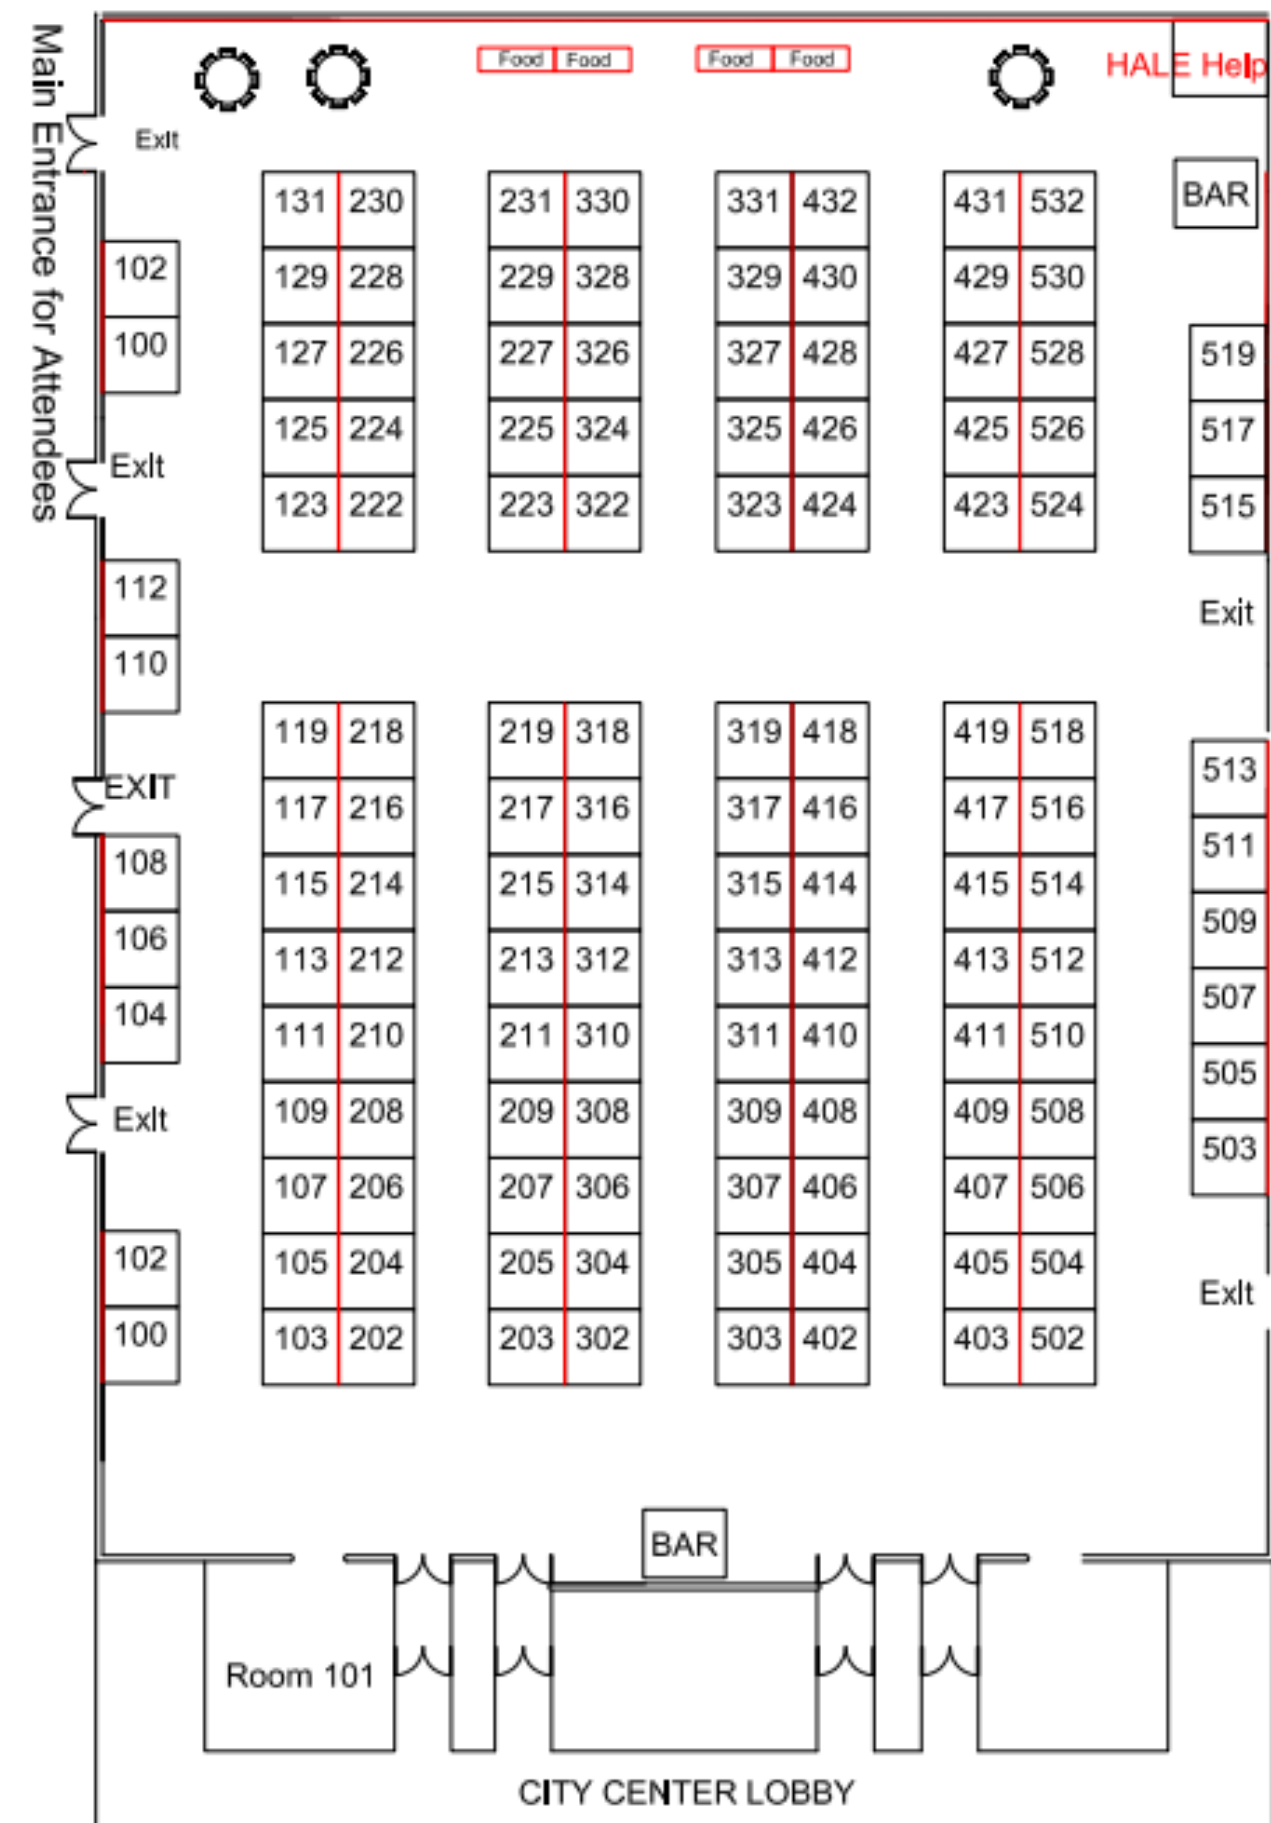 Main Entrance for Attendees
Food Food Food Food
HALE Help
ExIt
BAR
131 230 231 330 331 432 431 532
102
129 228 229 328 329 430 429 530
100
127 226 227 326 327 428 427 528 519
125 224 225 324 325 426 425 526 517
ExIt
123 222 223 322 323 424 423 524 515
112
Exit
110
119 218 219 318 319 418 419 518
513
EXIT
117 216 217 316 317 416 417 516
511
108
115 214 215 314 315 414 415 514
509
106
113 212 213 312 313 412 413 512
507
104
111 210 211 310 311 410 411 510
505
ExIt
109 208 209 308 309 408 409 508
503
107 206 207 306 307 406 407 506
102
105 204 205 304 305 404 405 504
ExIt
100
103 202 203 302 303 402 403 502
BAR
Room 101
CITY CENTER LOBBY